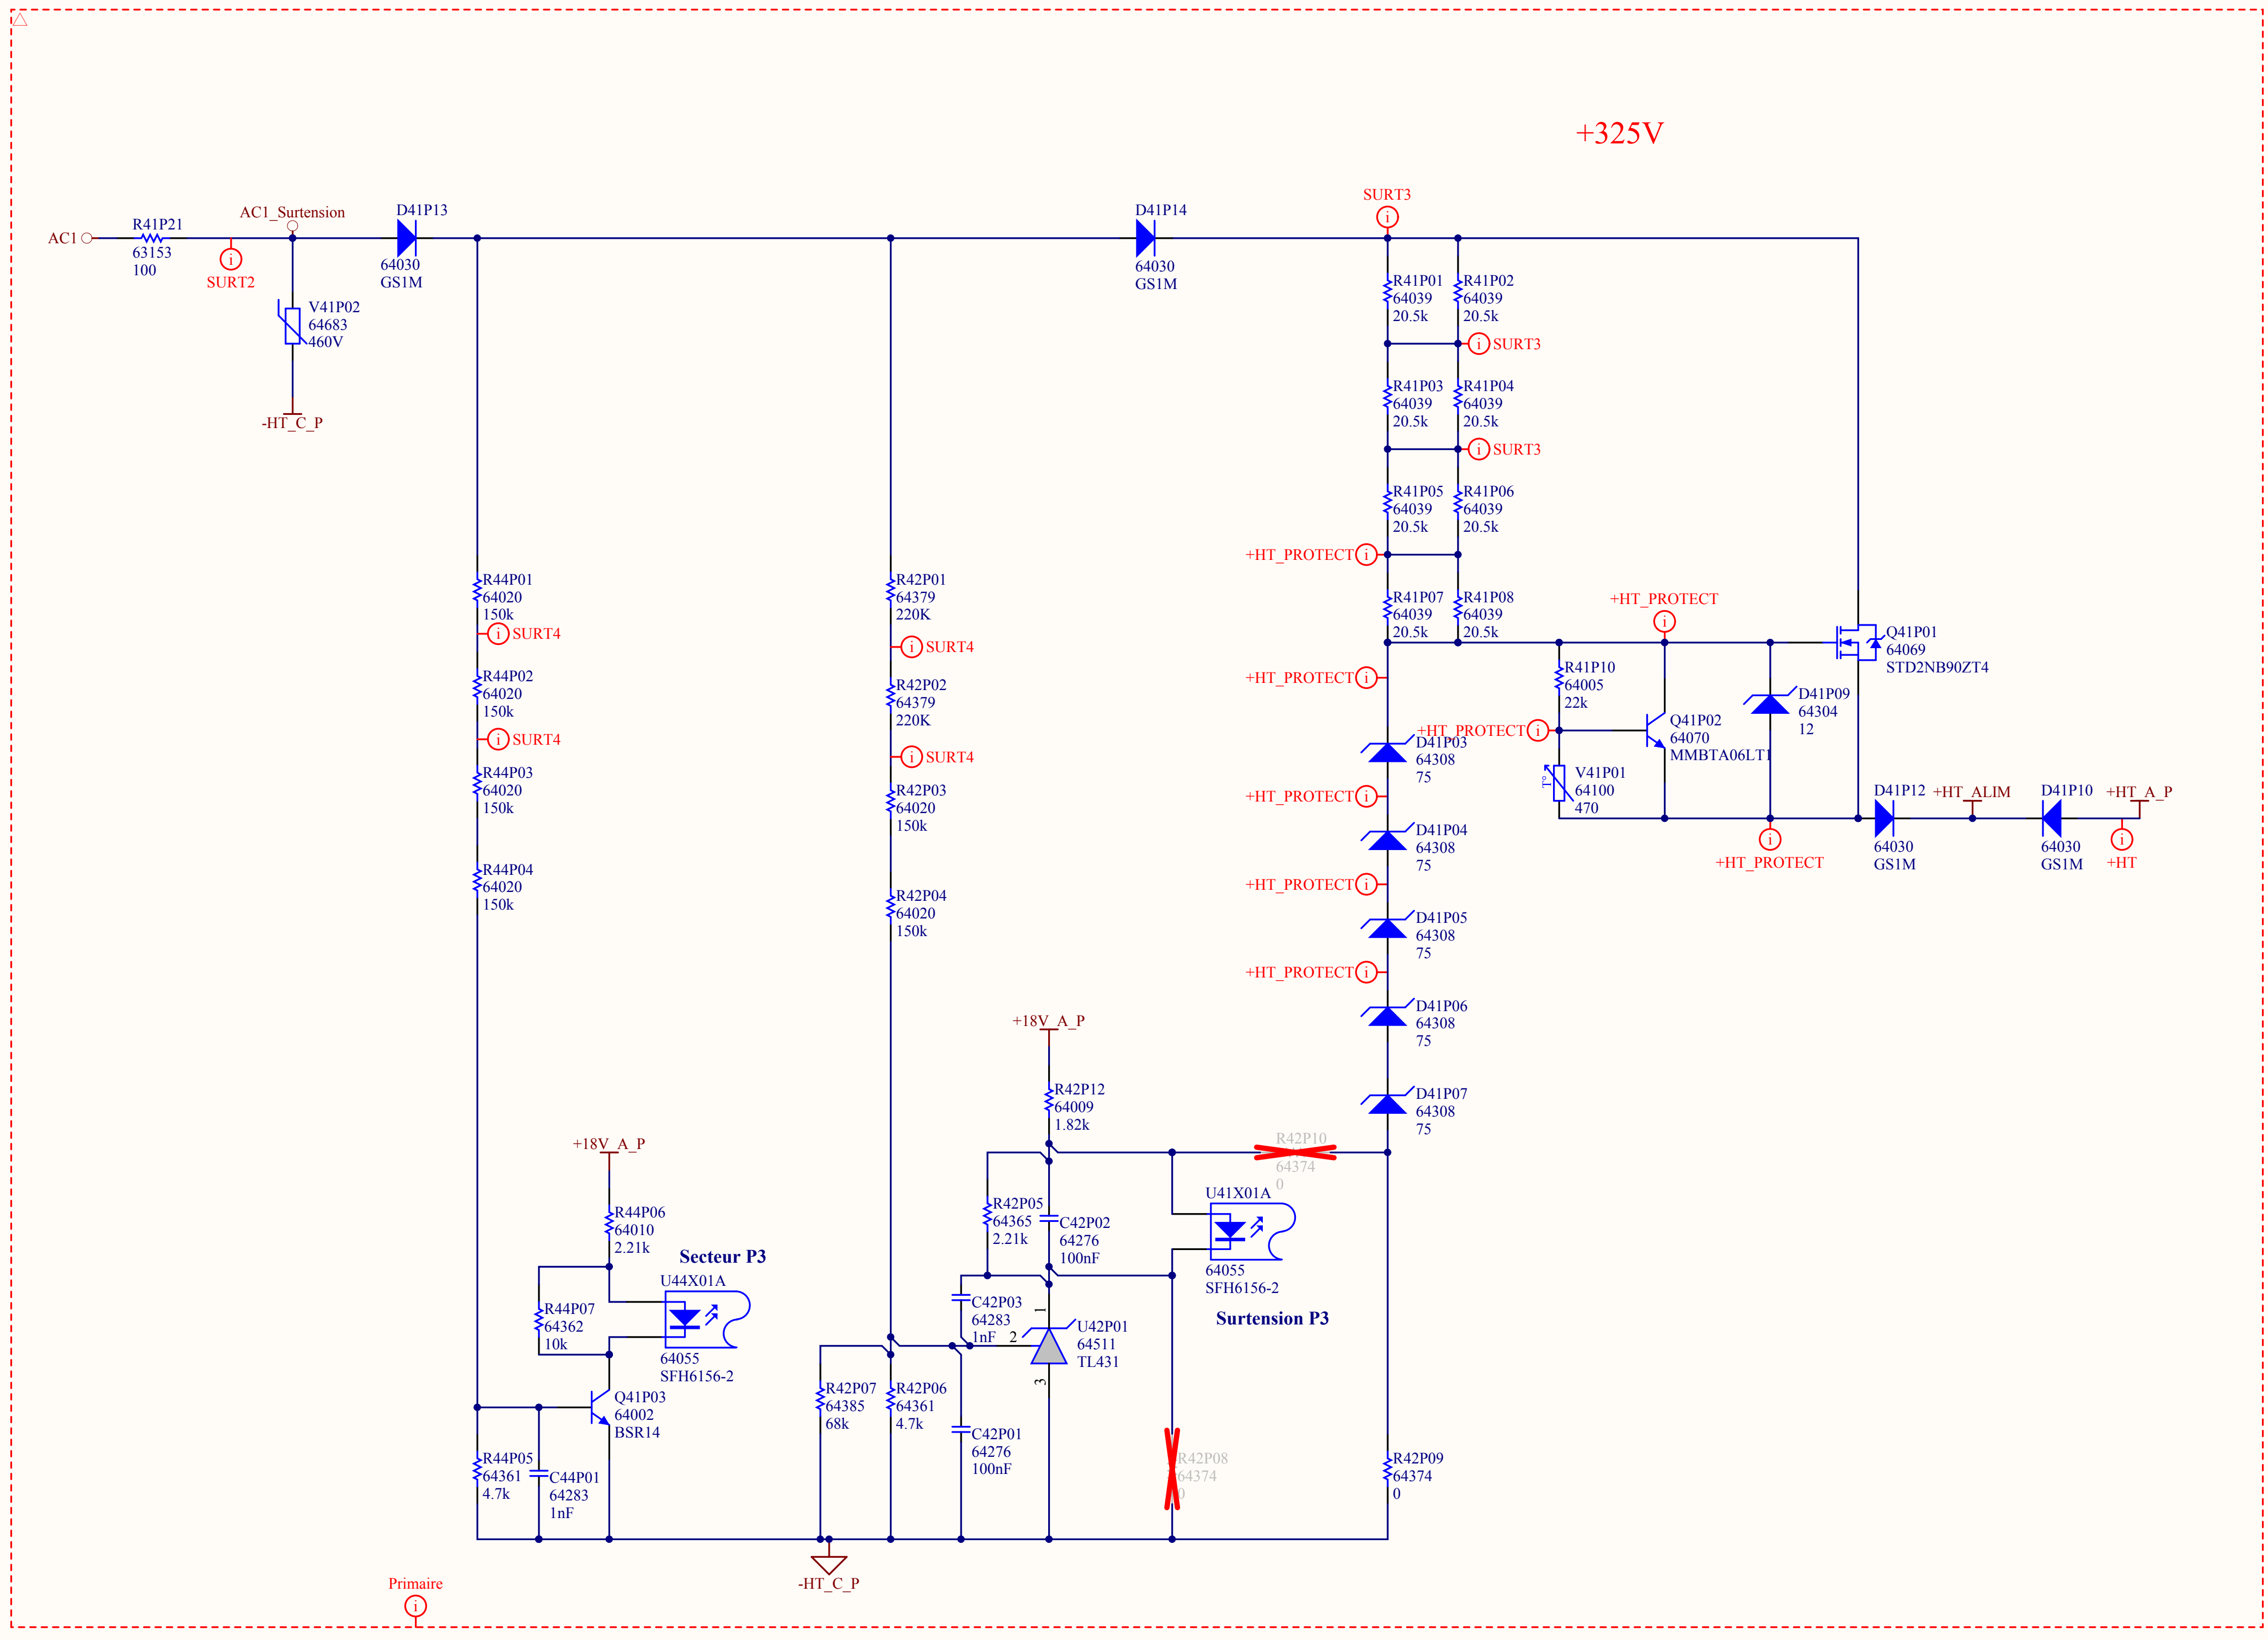 +325V
SURT3
AC1
R41P21
63153
100
SURT2
AC1_Surtension
V41P02
64683
460V
-HT_C_P
D41P13
64030
GS1M
D41P14
64030
GS1M
R41P01
64039
20.5k
R41P02
64039
20.5k
SURT3
R41P03
64039
20.5k
R41P04
64039
20.5k
SURT3
R41P05
64039
20.5k
R41P06
64039
20.5k
+HT_PROTECT
R41P07
64039
20.5k
R41P08
64039
20.5k
R44P01
64020
150k
SURT4
R44P02
64020
150k
SURT4
R44P03
64020
150k
R44P04
64020
150k
R42P01
64379
220K
SURT4
R42P02
64379
220K
SURT4
R42P03
64020
150k
R42P04
64020
150k
+HT_PROTECT
+HT_PROTECT
Q41P01
64069
STD2NB90ZT4
R41P10
64005
22k
+HT_PROTECT
Q41P02
64070
MMBTA06LT1
D41P09
64304
12
V41P01
64100
470
T°
D41P12
64030
GS1M
+HT_ALIM
D41P10
64030
GS1M
+HT_A_P
+HT
+HT_PROTECT
D41P03
64308
75
+HT_PROTECT
D41P04
64308
75
+HT_PROTECT
D41P05
64308
75
+HT_PROTECT
D41P06
64308
75
D41P07
64308
75
+18V_A_P
R42P12
64009
1.82k
R42P10
64374
0
U41X01A
64055
SFH6156-2
Surtension P3
R42P05
64365
2.21k
C42P02
64276
100nF
C42P03
64283
1nF
1
2
3
U42P01
64511
TL431
+18V_A_P
R44P06
64010
2.21k
Secteur P3
U44X01A
64055
SFH6156-2
R44P07
64362
10k
Q41P03
64002
BSR14
R44P05
64361
4.7k
C44P01
64283
1nF
R42P07
64385
68k
R42P06
64361
4.7k
C42P01
64276
100nF
R42P08
64374
0
R42P09
64374
0
-HT_C_P
Primaire